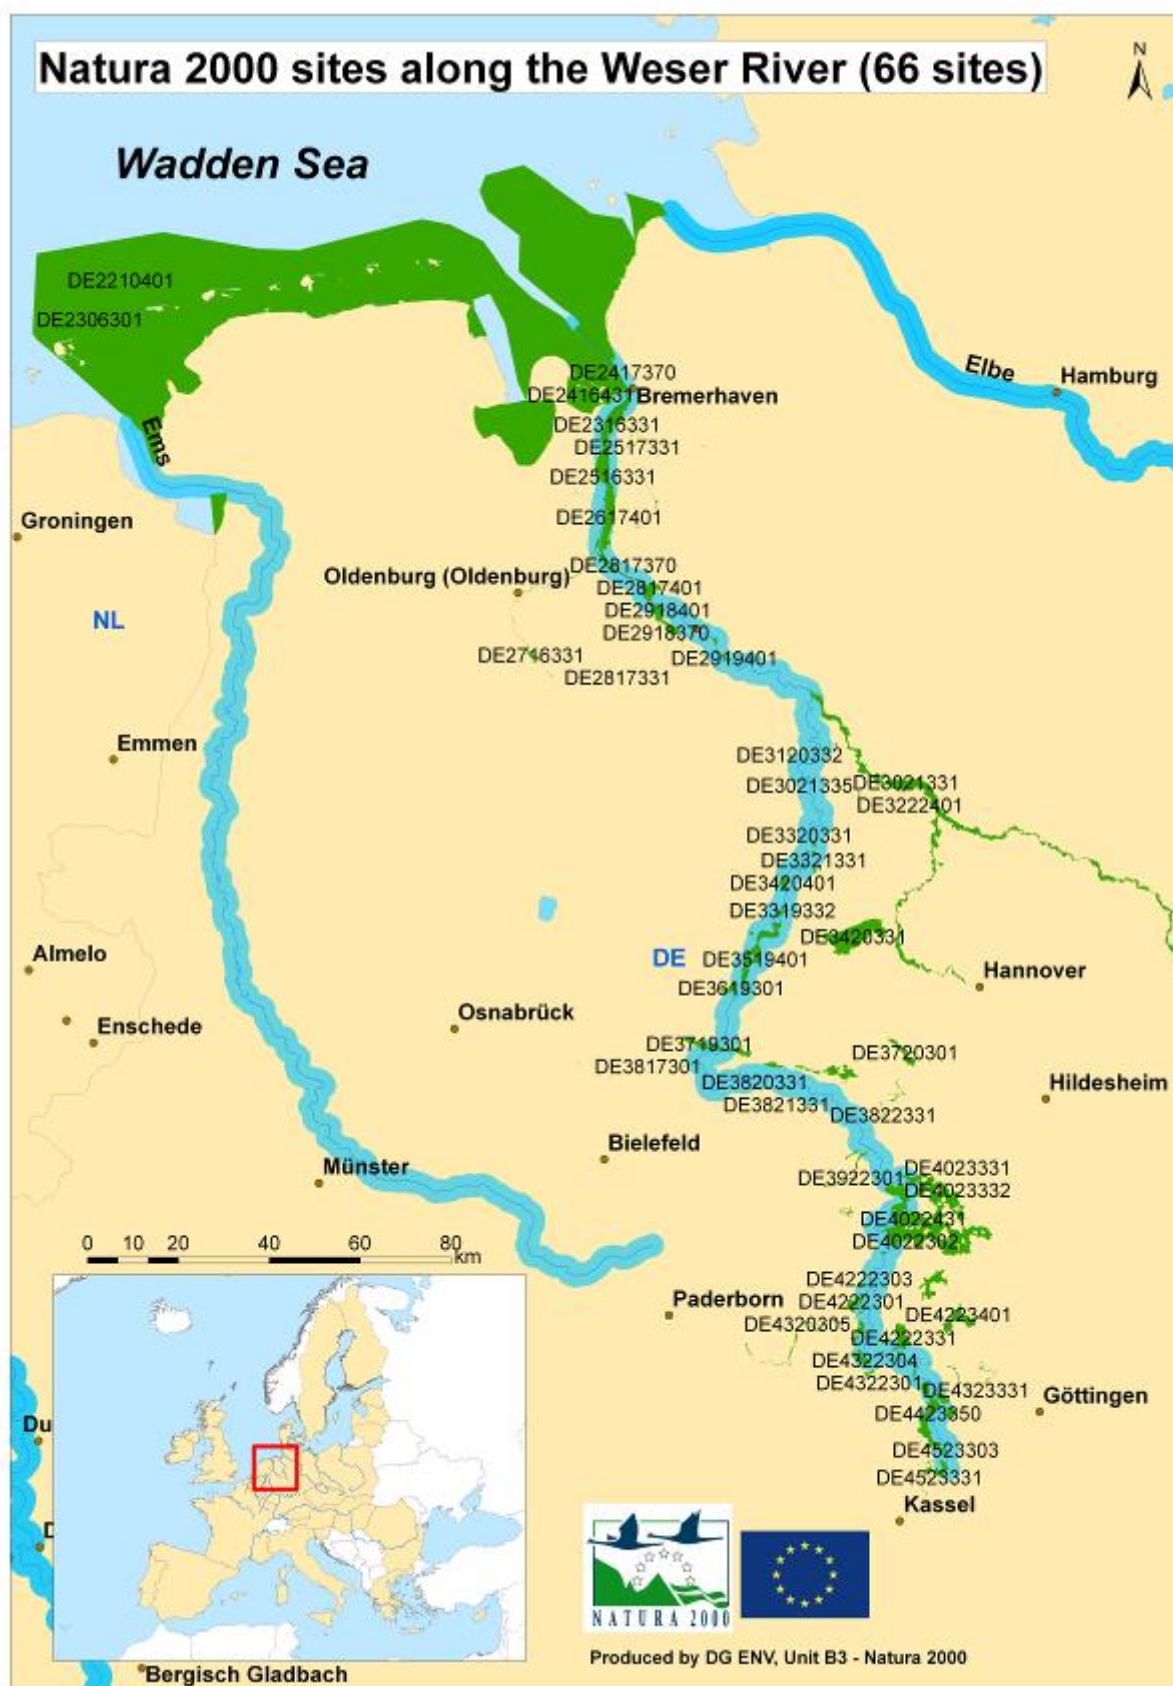 Natura 2000 sites along the Weser River (66 sites)
N
Wadden Sea
DE2210401
DE2306301
Elbe
Hamburg
DE2417370
DE2416431
Bremerhaven
Ems
DE2316331
DE2517331
DE2516331
DE2617401
Groningen
DE2817370
Oldenburg (Oldenburg)
DE2817401
DE2918401
NL
DE2918370
DE2716331
DE2919401
DE2817331
Emmen
DE3120332
DE3021335
DE3021331
DE3222401
DE3320331
DE3321331
DE3420401
DE3319332
DE3420331
Almelo
DE
DE3519401
Hannover
DE3619301
Osnabrück
Enschede
DE3719301
DE3720301
DE3817301
DE3820331
Hildesheim
DE3821331
DE3822331
Bielefeld
Münster
DE4023331
DE3922301
DE4023332
DE4022431
DE4022302
0 10 20 40 60 80
km
DE4222303
Paderborn
DE4222301
DE4223401
DE4320305
DE4222331
DE4322304
DE4322301
DE4323331
Göttingen
DE4423350
Du
DE4523303
DE4523331
Kassel
D
NATURA 2000
Produced by DG ENV, Unit B3 - Natura 2000
Bergisch Gladbach